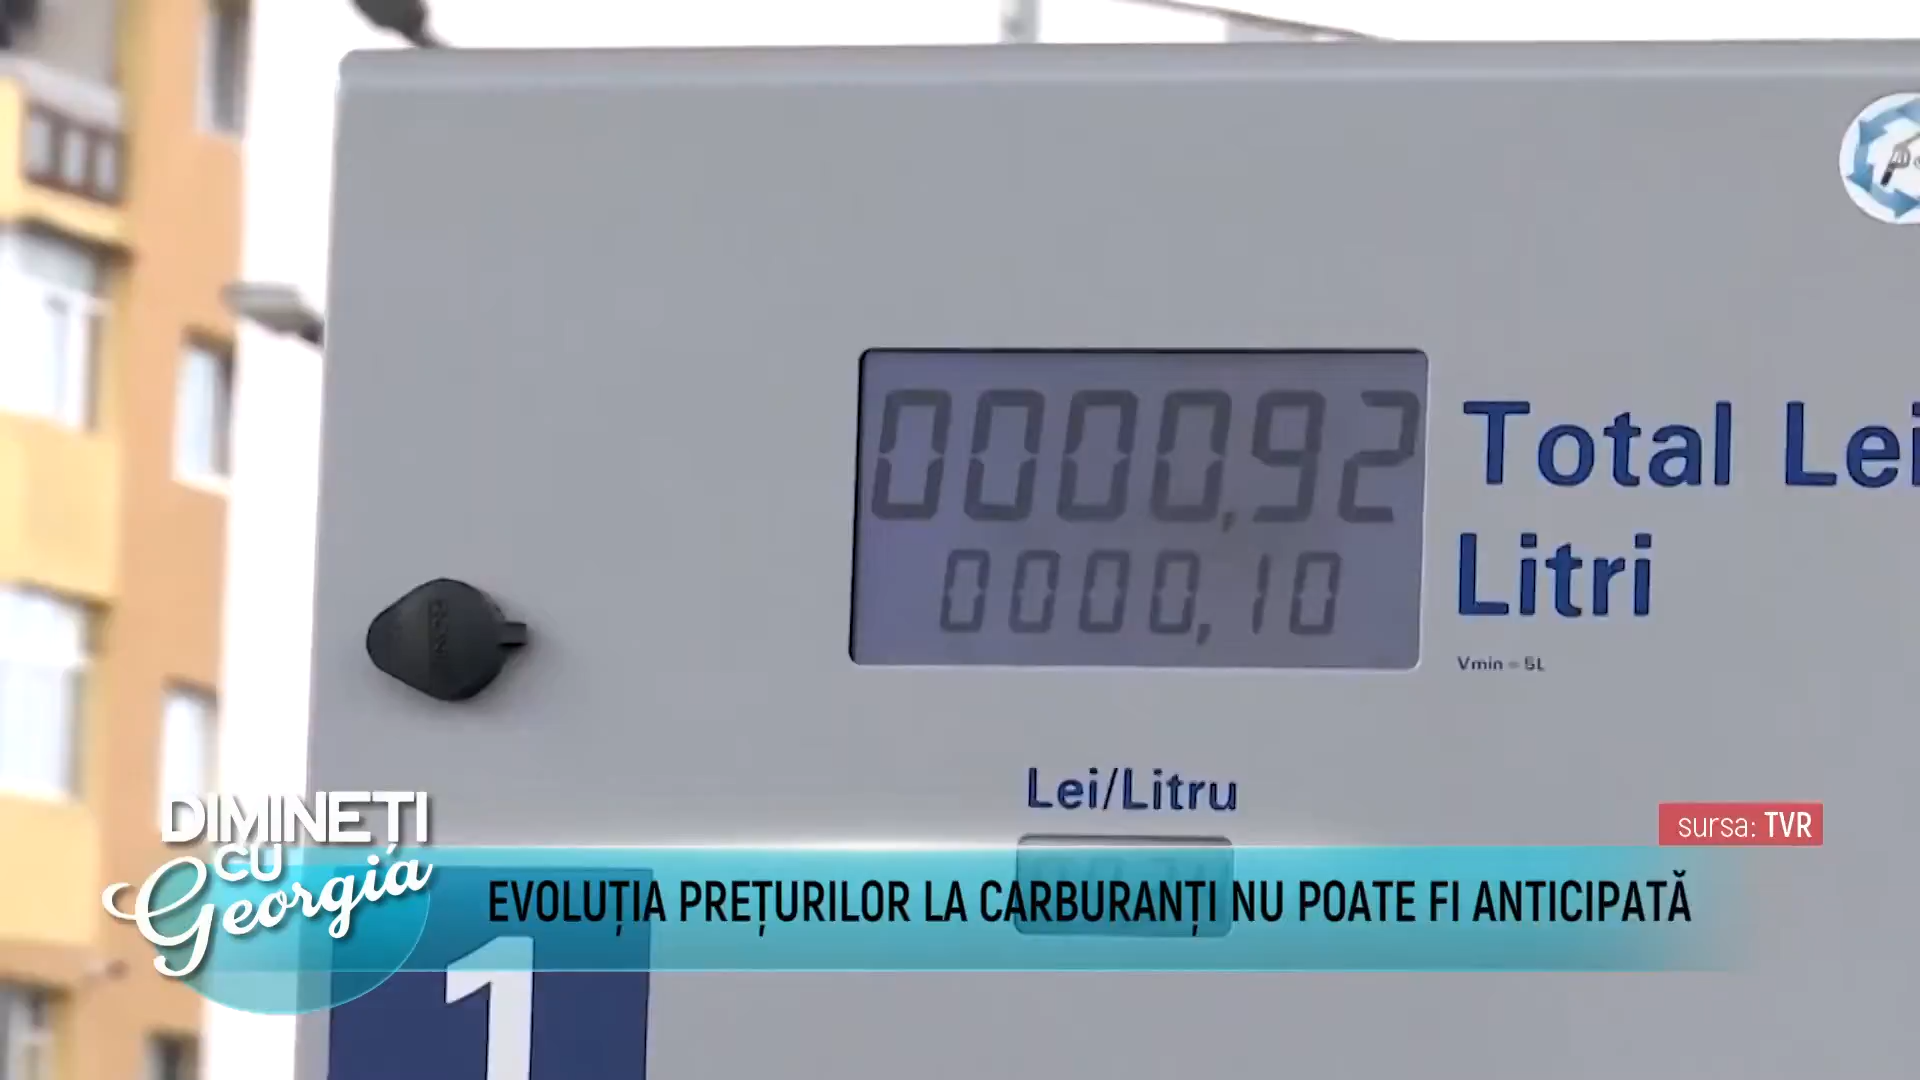 0000,92
Total Lei
0000,10
Litri
Vmin = 5L
Lei/Litru
sursa: TVR
DIMINEȚI
CU
Georgia
EVOLUȚIA PREȚURILOR LA CARBURANȚI NU POATE FI ANTICIPATĂ
1